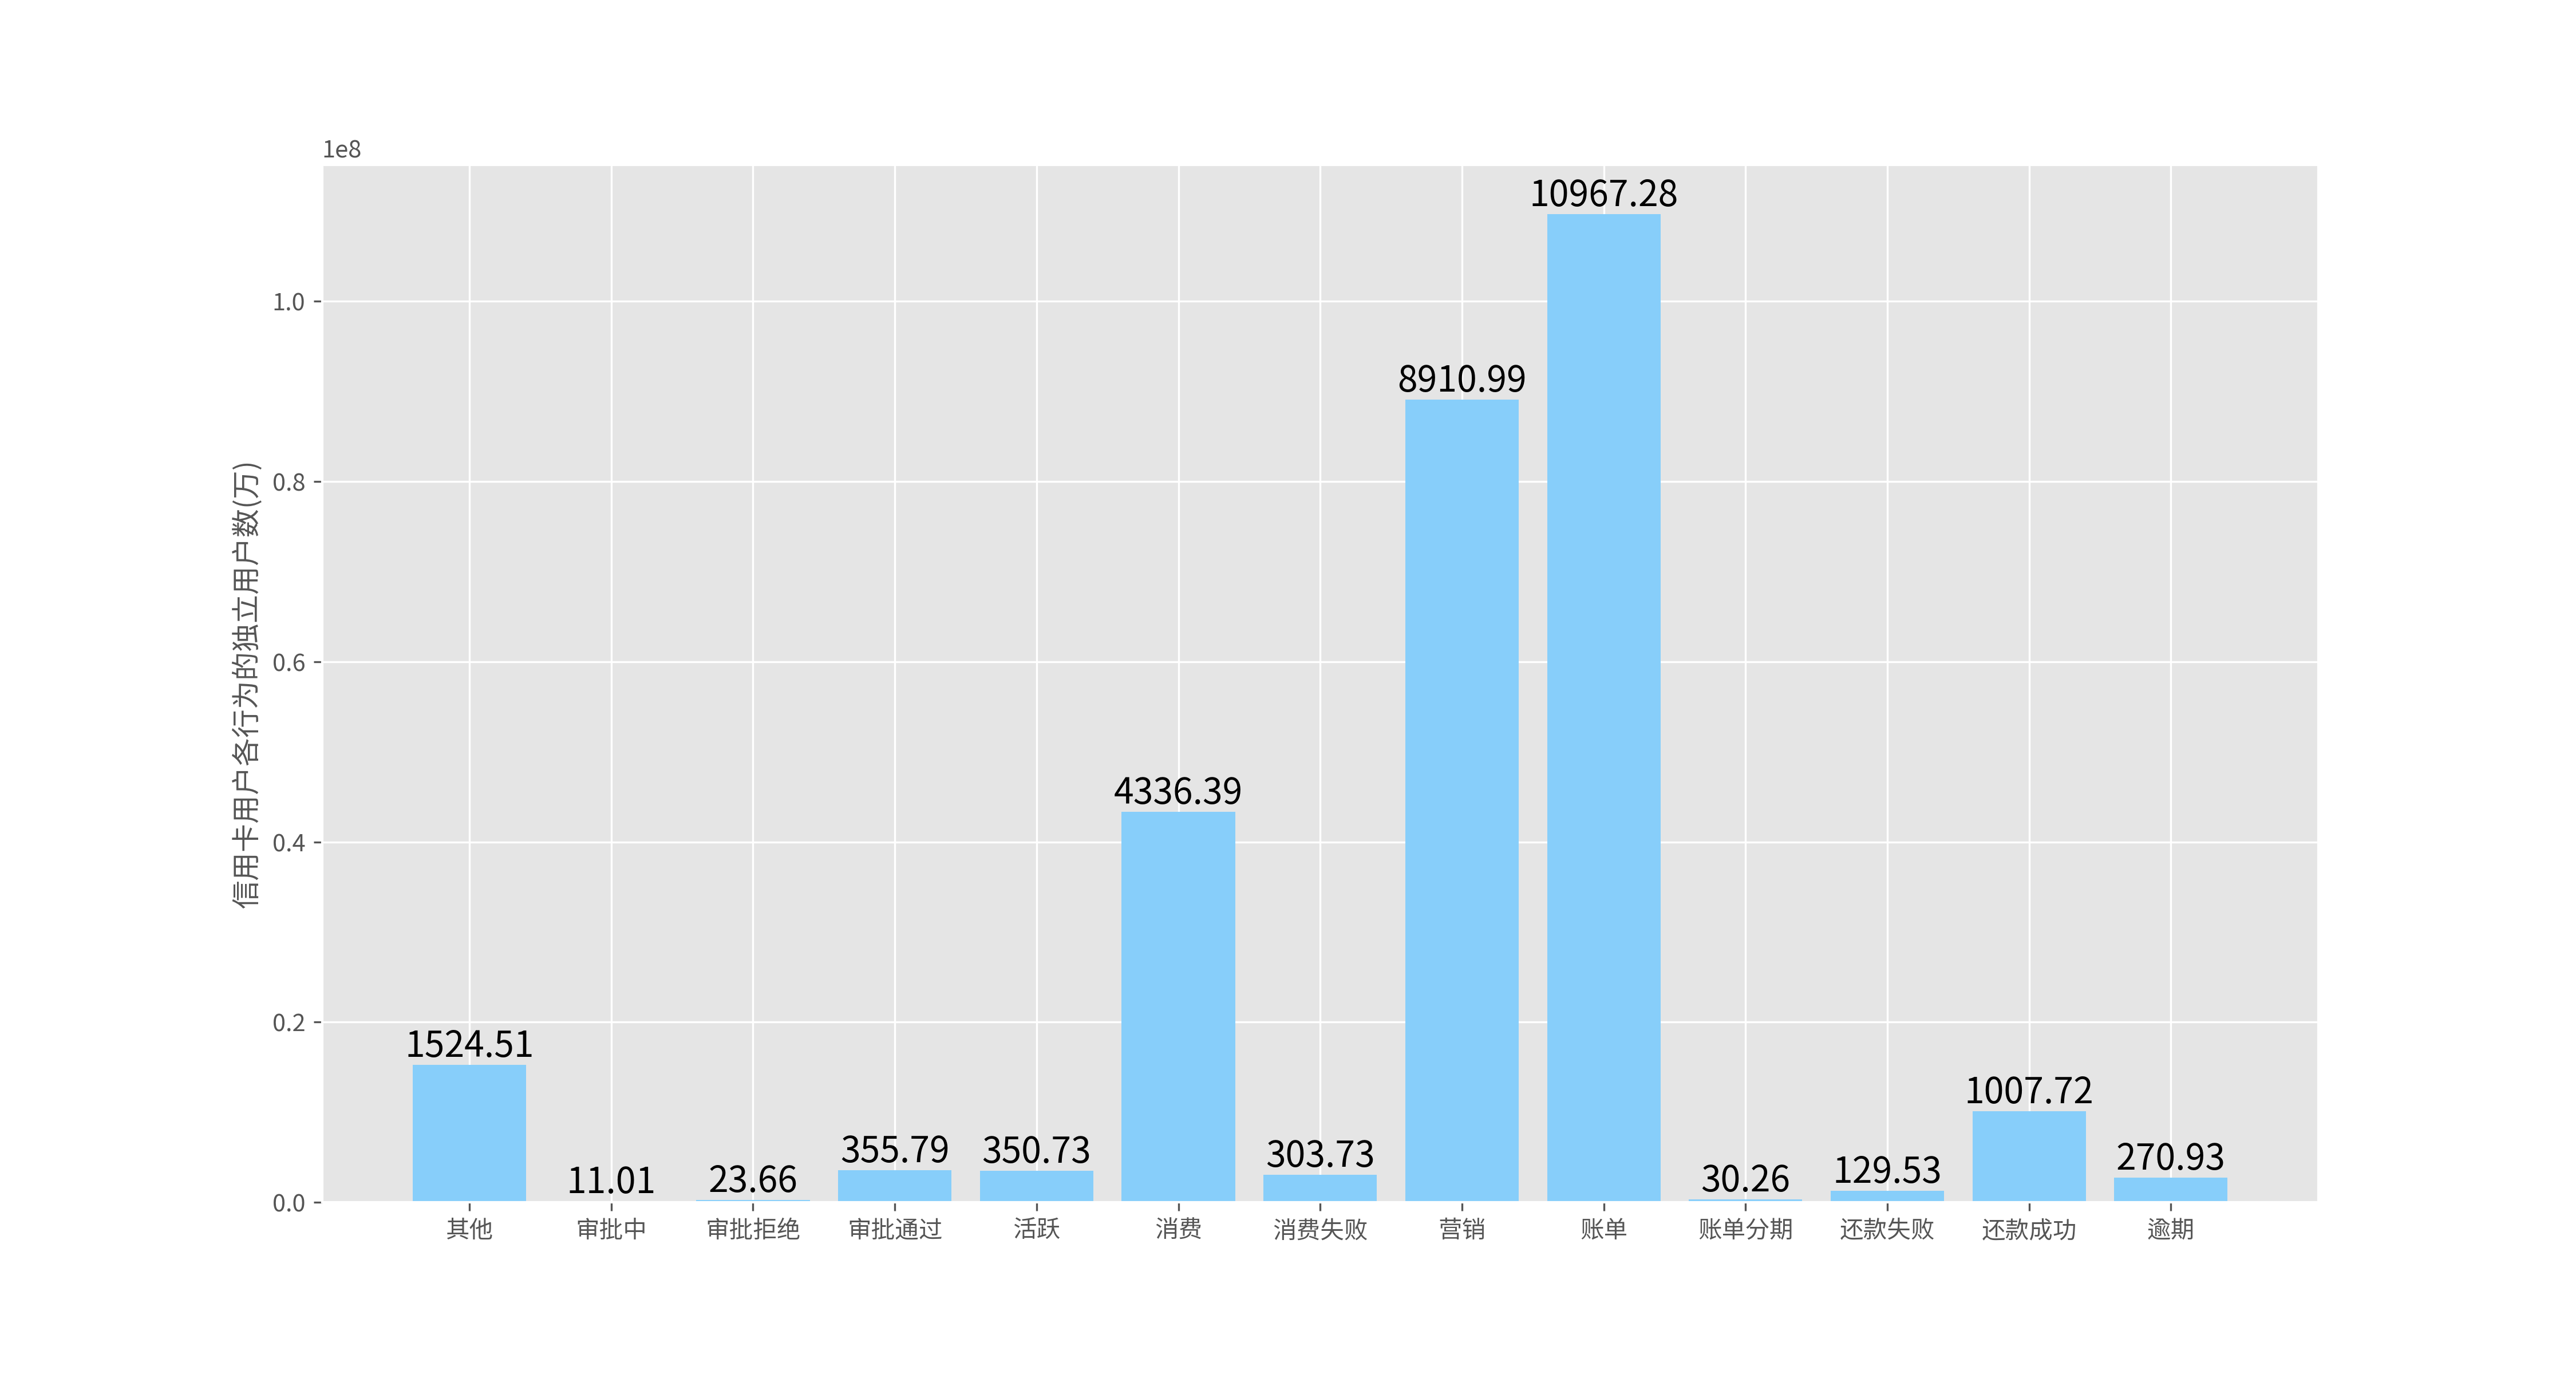 1e8
信用卡用户各行为的独立用户数(万)
1.0
0.8
0.6
0.4
0.2
0.0
1524.51
11.01
23.66
355.79
350.73
4336.39
303.73
8910.99
10967.28
30.26
129.53
1007.72
270.93
其他
审批中
审批拒绝
审批通过
活跃
消费
消费失败
营销
账单
账单分期
还款失败
还款成功
逾期